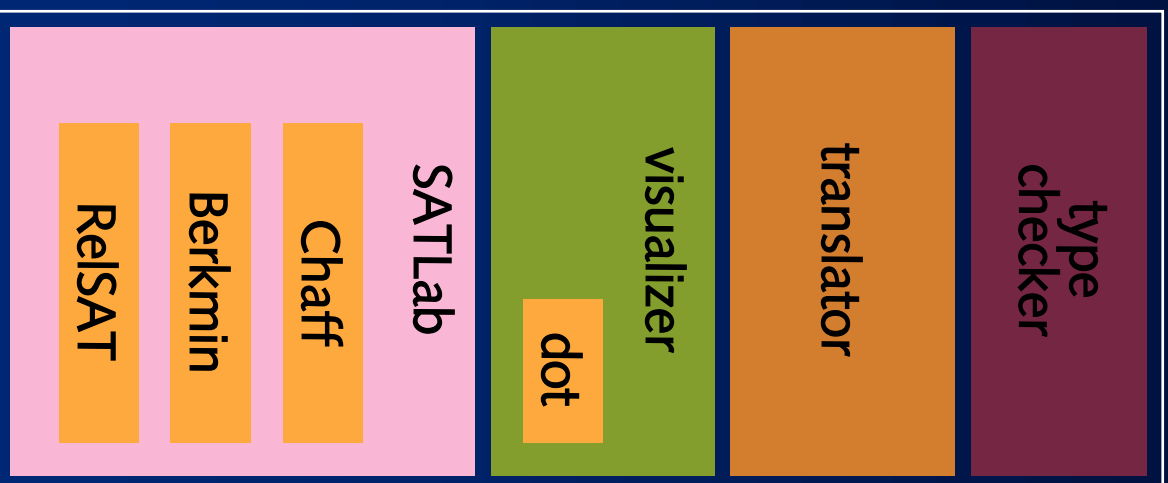 type
checker
translator
visualizer
dot
SATLab
Chaff
Berkmin
RelSAT